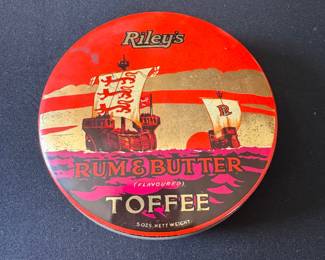 Riley's
RUM & BUTTER
(FLAVOURED)
TOFFEE
5 OZS. NETT WEIGHT